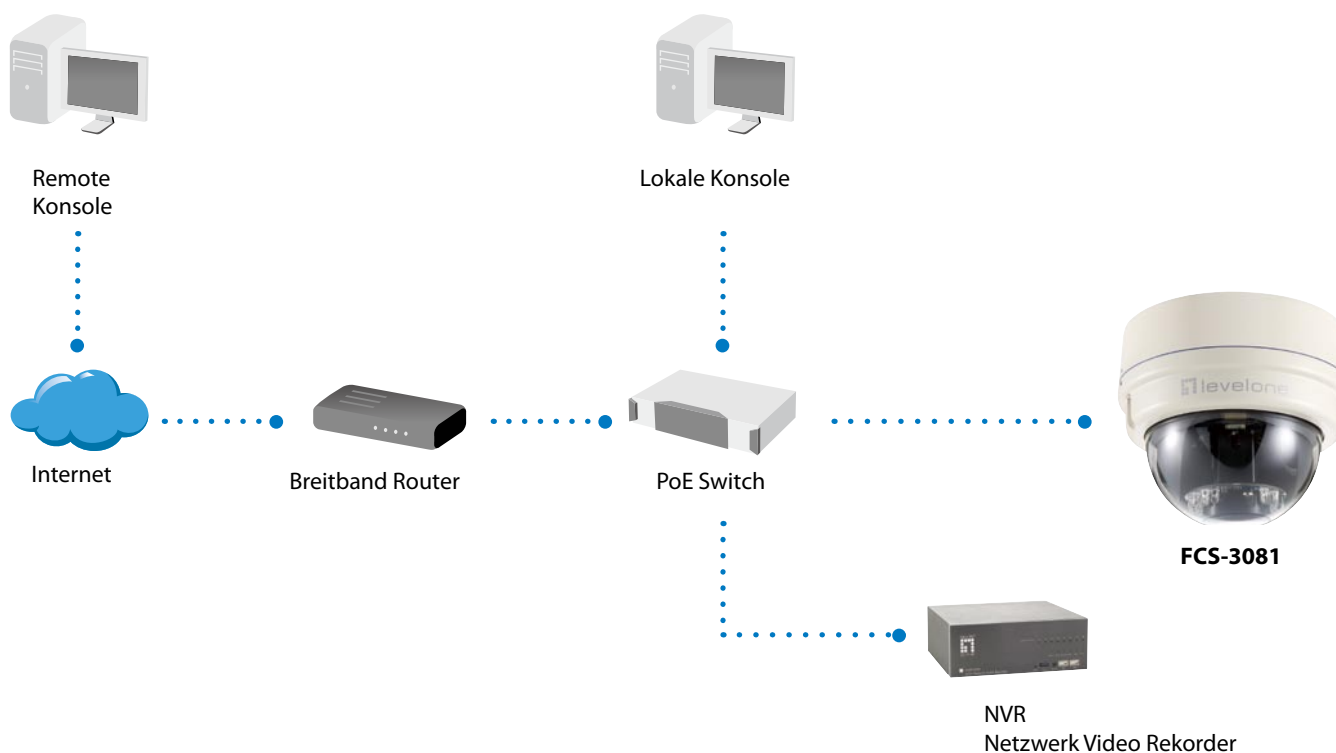 Remote
Konsole
Lokale Konsole
levelone
Internet
Breitband Router
PoE Switch
FCS-3081
NVR
Netzwerk Video Rekorder